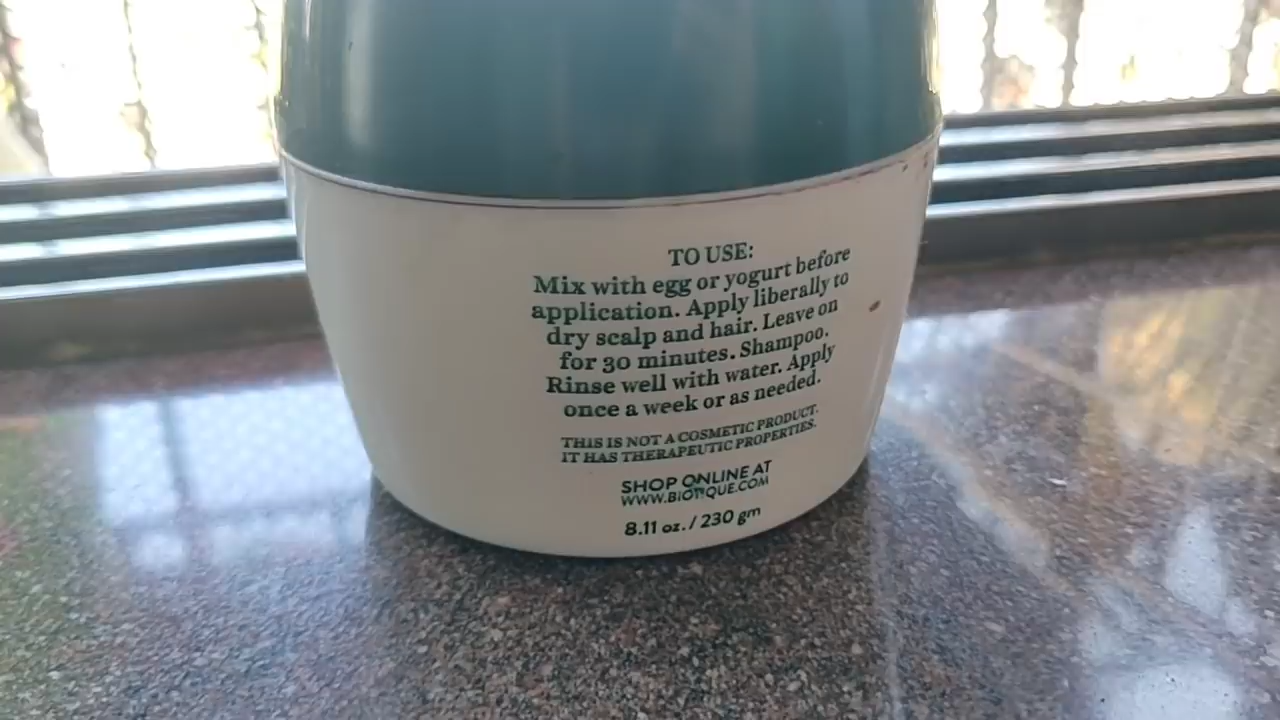 TO USE:
Mix with egg or yogurt before
application. Apply liberally to
dry scalp and hair. Leave on
for 30 minutes. Shampoo.
Rinse well with water. Apply
once a week or as needed.
THIS IS NOT A COSMETIC PRODUCT.
IT HAS THERAPEUTIC PROPERTIES.
SHOP ONLINE AT
WWW.BIOTIQUE.COM
8.11 oz. / 230 gm